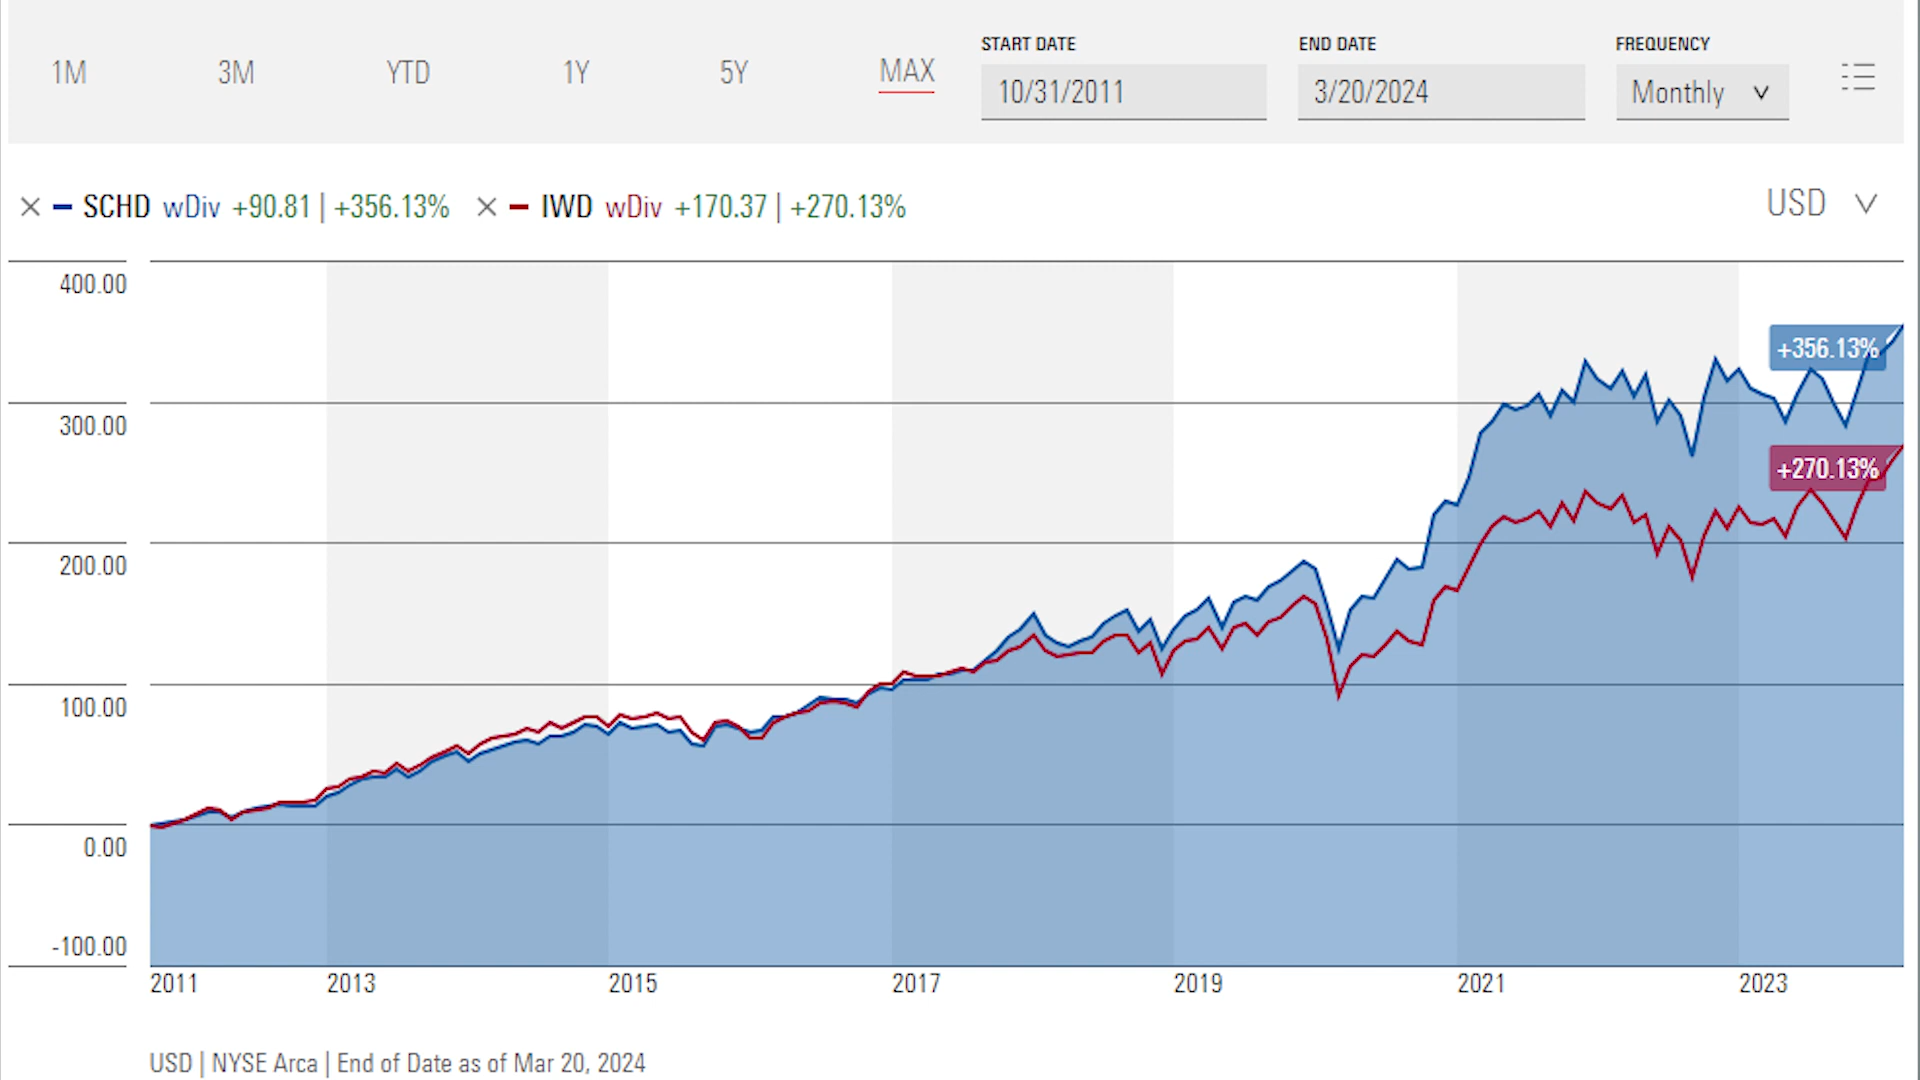 START DATE END DATE FREQUENCY
1M 3M YTD 1Y 5Y MAX 10/31/2011 3/20/2024 Monthly
SCHD wDiv +90.81 | +356.13% IWD wDiv +170.37 | +270.13% USD
400.00
+356.13%
300.00
+270.13%
200.00
100.00
0.00
-100.00
2011 2013 2015 2017 2019 2021 2023
USD | NYSE Arca | End of Date as of Mar 20, 2024